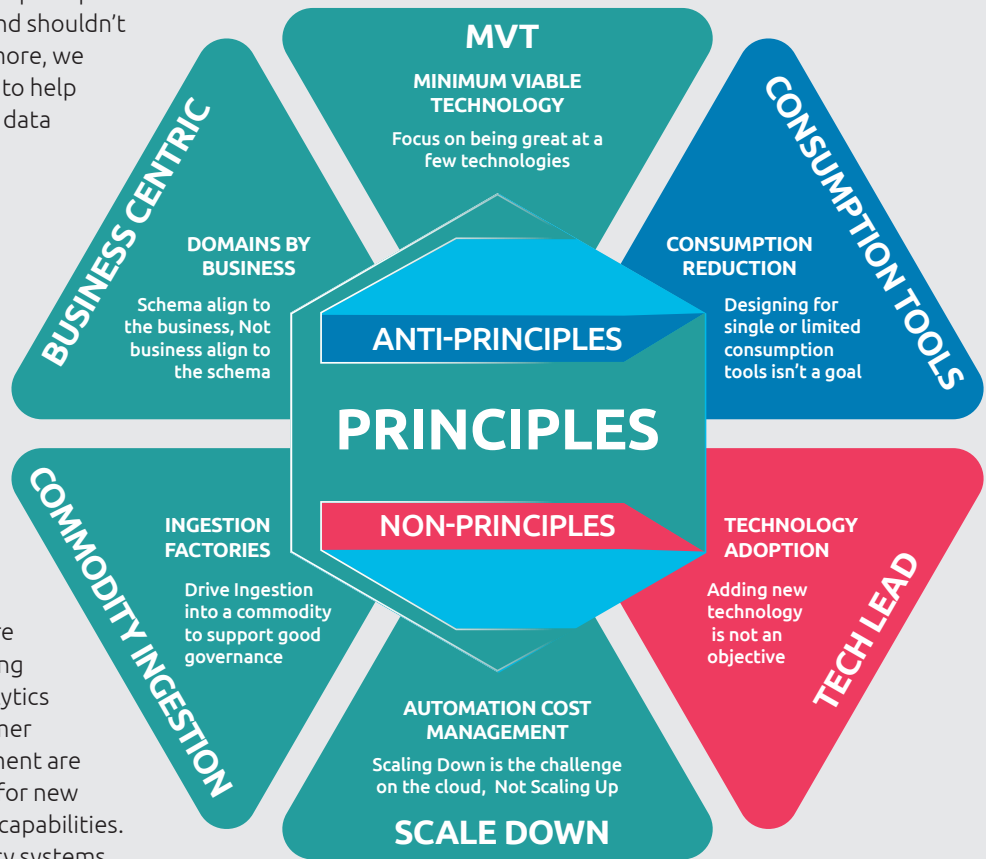 nd shouldn't
nore, we
to help
data
MVT
MINIMUM VIABLE
TECHNOLOGY
Focus on being great at a
few technologies
BUSINESS CENTRIC
DOMAINS BY
BUSINESS
Schema align to
the business, Not
business align to
the schema
CONSUMPTION TOOLS
CONSUMPTION
REDUCTION
Designing for
single or limited
consumption
tools isn't a goal
ANTI-PRINCIPLES
PRINCIPLES
NON-PRINCIPLES
COMMODITY INGESTION
INGESTION
FACTORIES
Drive Ingestion
into a commodity
to support good
governance
TECH LEAD
TECHNOLOGY
ADOPTION
Adding new
technology
is not an
objective
AUTOMATION COST
MANAGEMENT
Scaling Down is the challenge
on the cloud, Not Scaling Up
SCALE DOWN
re
ng
lytics
ner
nent are
for new
capabilities.
cy systems